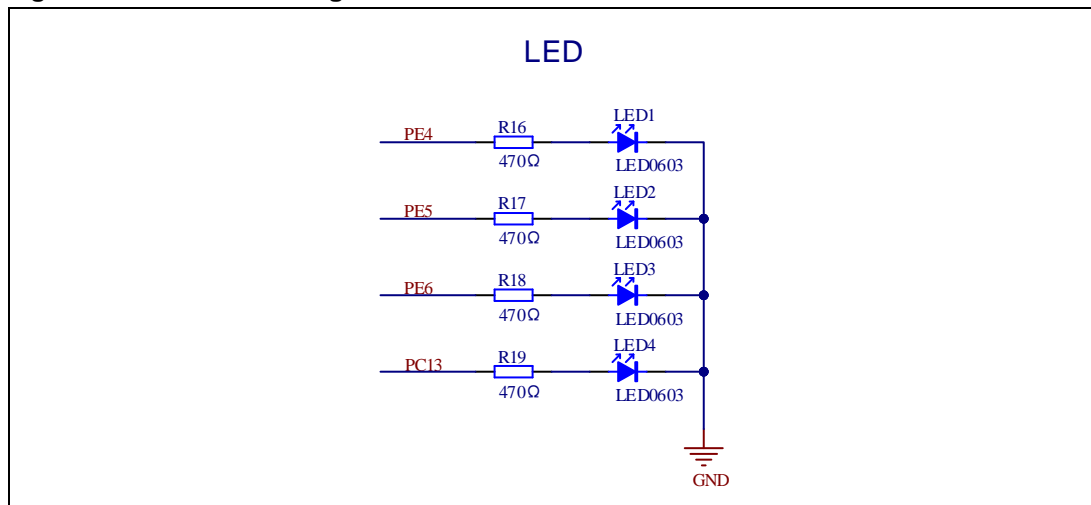 LED
LED1
PE4
R16
470Ω
LED0603
LED2
PE5
R17
470Ω
LED0603
LED3
PE6
R18
470Ω
LED0603
LED4
PC13
R19
470Ω
LED0603
GND